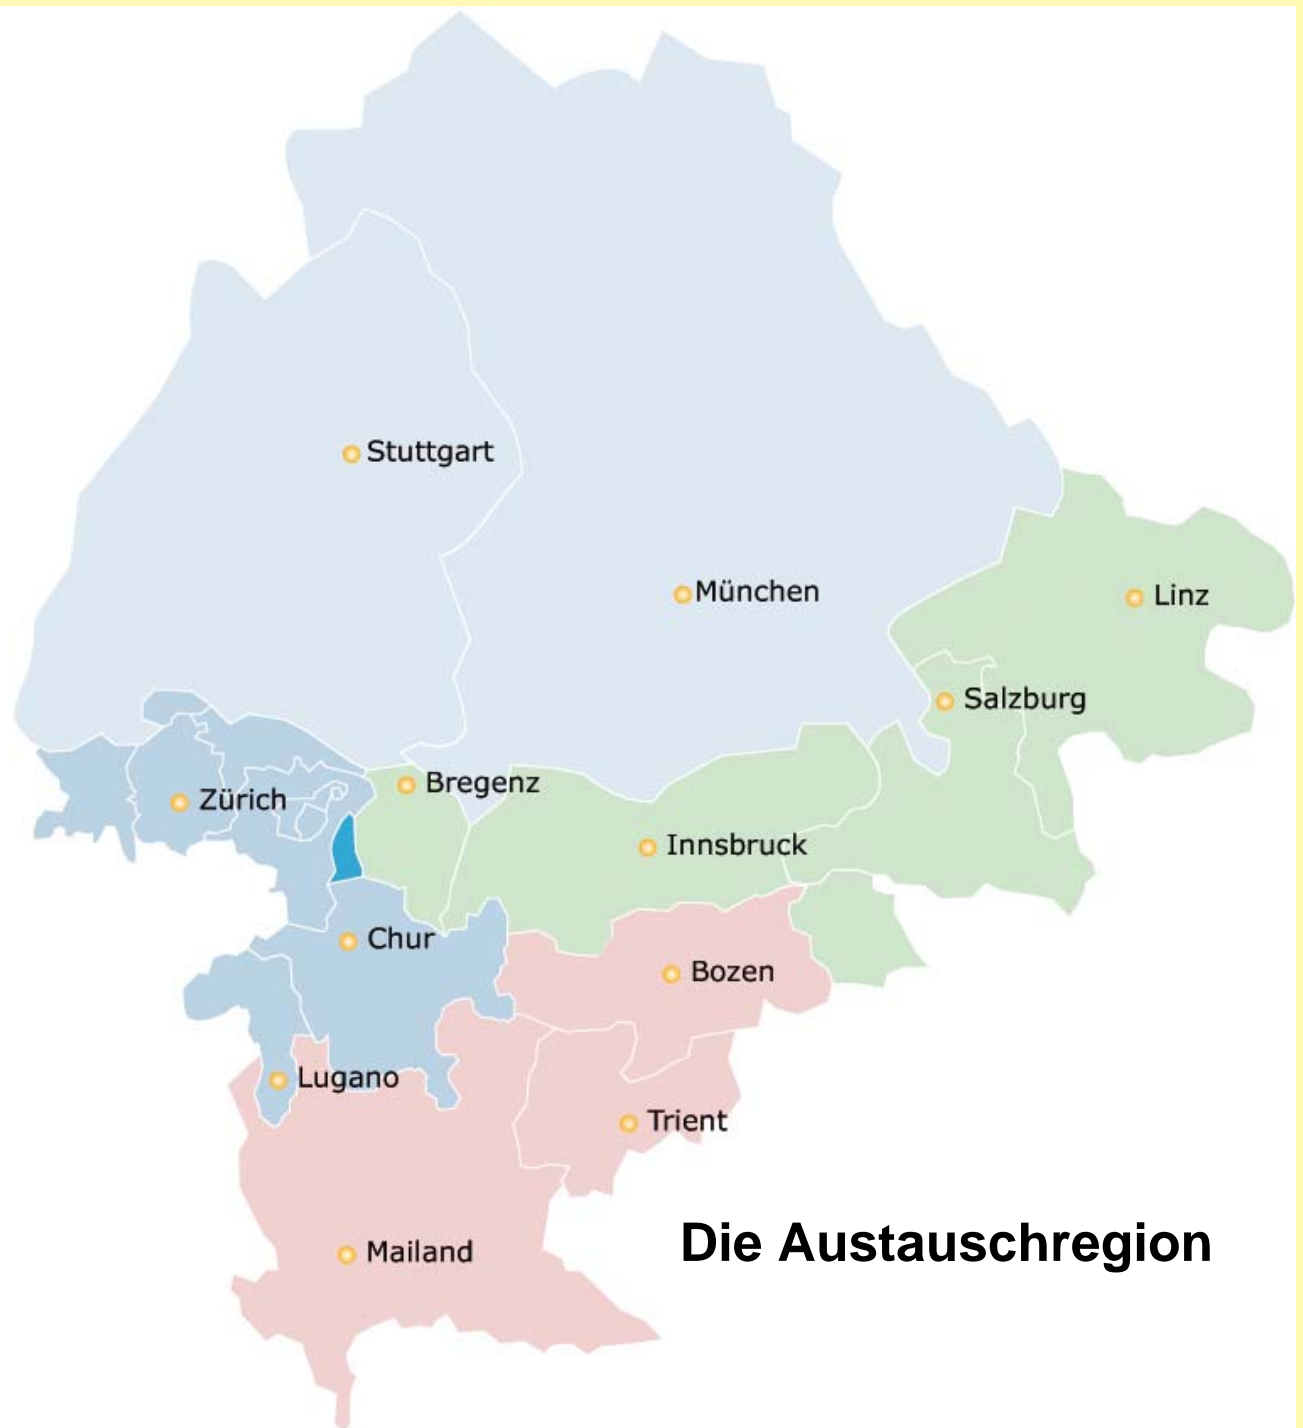 Stuttgart
München
Linz
Salzburg
Bregenz
Zürich
Innsbruck
Chur
Bozen
Lugano
Trient
Die Austauschregion
Mailand